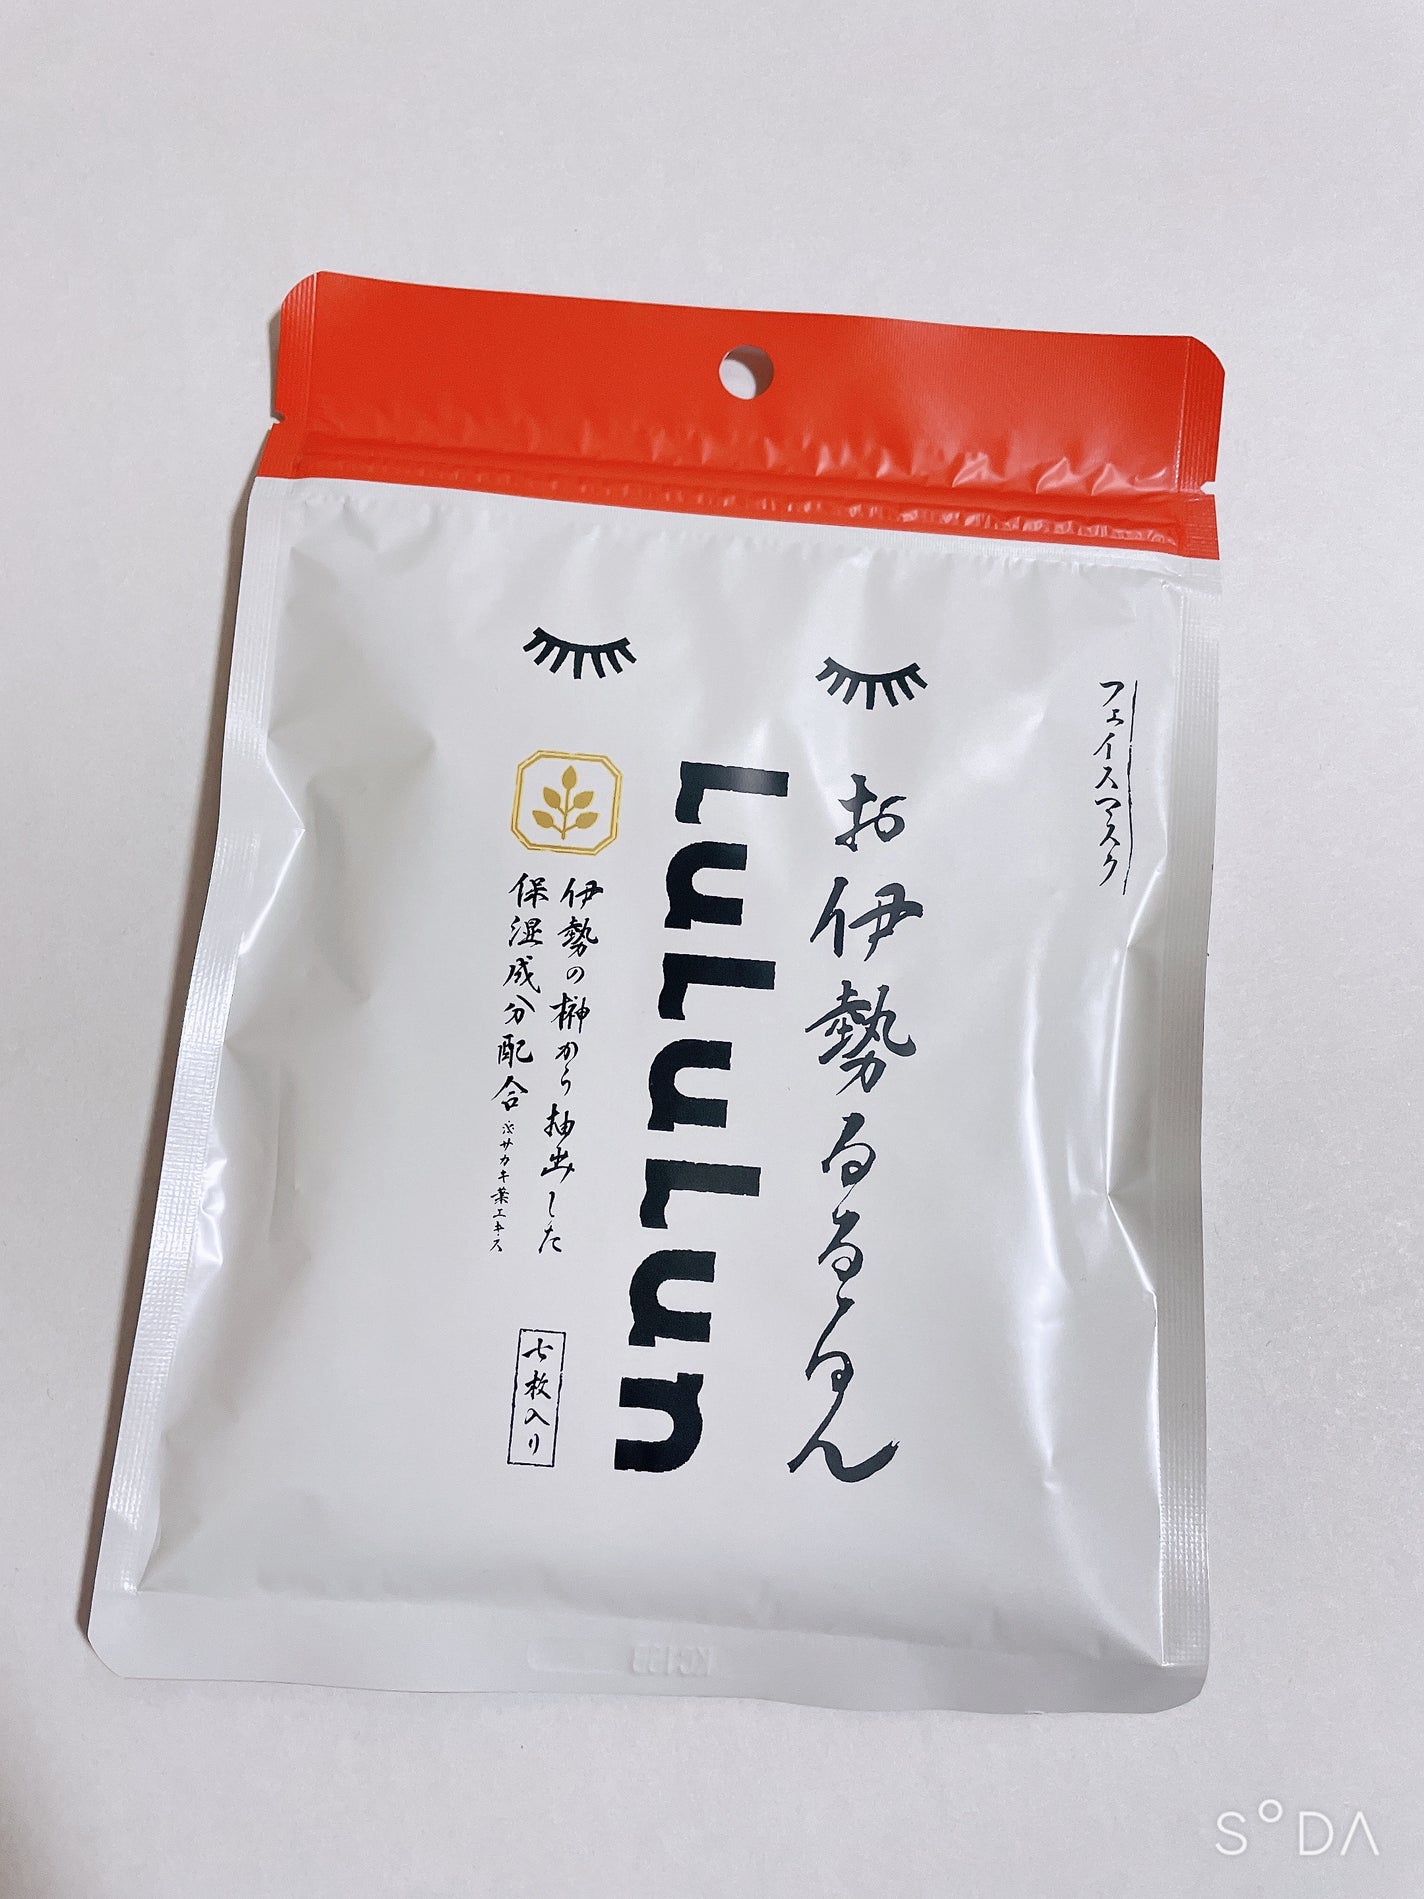 フェイスマスク
お伊勢るるるん
LuLuLun
伊勢の榊から抽出した
保湿成分配合 ※サカキ葉エキス
七枚入り
SODA